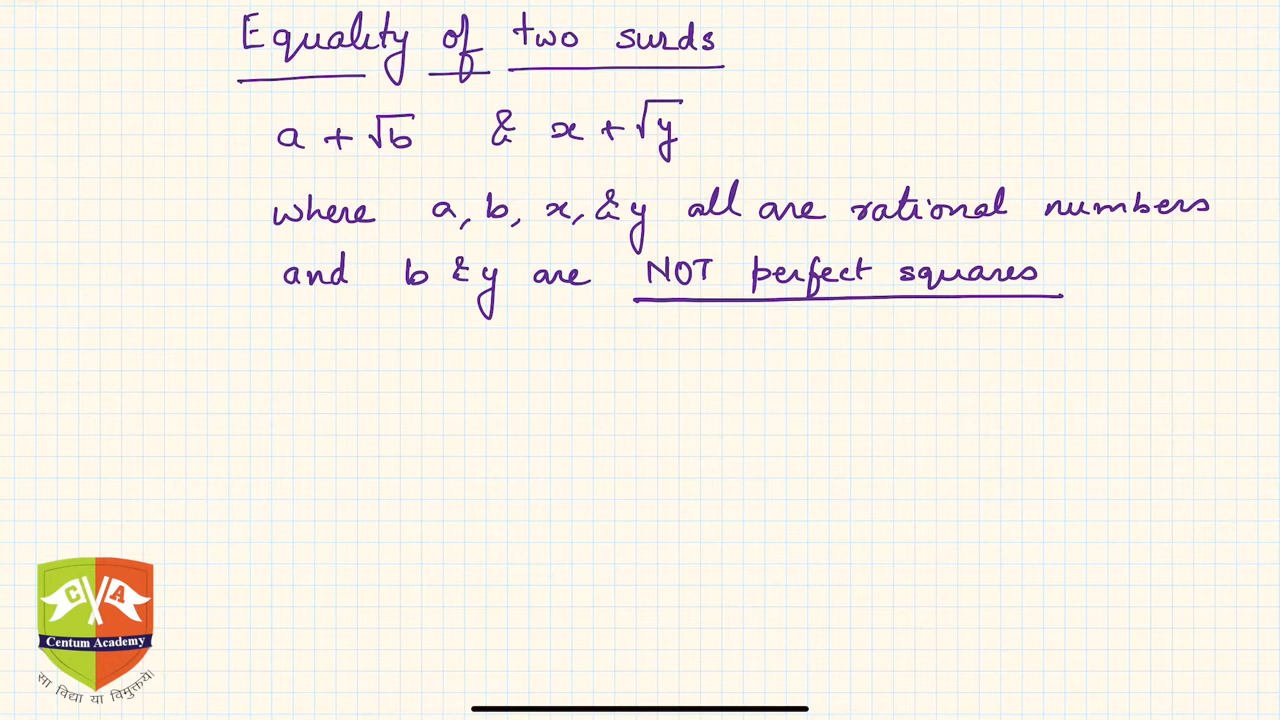 Equality of two surds
a + √b & x + √y
where a, b, x, & y all are rational numbers
and b & y are NOT perfect squares
C A
Centum Academy
सा विद्या या विमुक्तये।